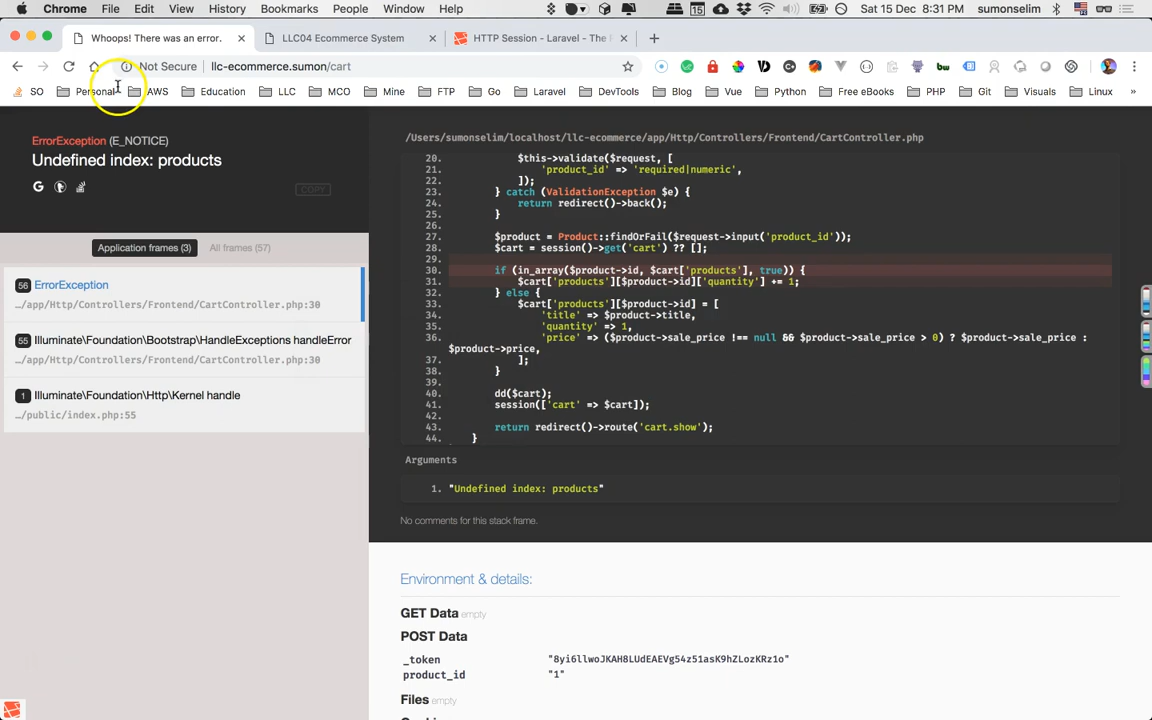 Chrome File Edit View History Bookmarks People Window Help 15 Sat 15 Dec 8:31 PM sumonselim
Whoops! There was an error. LLC04 Ecommerce System HTTP Session - Laravel - The
Not Secure llc-ecommerce.sumon/cart
SO Personal AWS Education LLC MCO Mine FTP Go Laravel DevTools Blog Vue Python Free eBooks PHP Git Visuals Linux »
ErrorException (E_NOTICE)
Undefined index: products
COPY
Application frames (3) All frames (57)
56 ErrorException
…/app/Http/Controllers/Frontend/CartController.php:30
55 Illuminate\Foundation\Bootstrap\HandleExceptions handleError
…/app/Http/Controllers/Frontend/CartController.php:30
1 Illuminate\Foundation\Http\Kernel handle
…/public/index.php:55
/Users/sumonselim/localhost/llc-ecommerce/app/Http/Controllers/Frontend/CartController.php
20. $this->validate($request, [
21. 'product_id' => 'required|numeric',
22. ]);
23. } catch (ValidationException $e) {
24. return redirect()->back();
25. }
26.
27. $product = Product::findOrFail($request->input('product_id'));
28. $cart = session()->get('cart') ?? [];
29.
30. if (in_array($product->id, $cart['products'], true)) {
31. $cart['products'][$product->id]['quantity'] += 1;
32. } else {
33. $cart['products'][$product->id] = [
34. 'title' => $product->title,
35. 'quantity' => 1,
36. 'price' => ($product->sale_price !== null && $product->sale_price > 0) ? $product->sale_price :
$product->price,
37. ];
38. }
39.
40. dd($cart);
41. session(['cart' => $cart]);
42.
43. return redirect()->route('cart.show');
44. }
Arguments
1. "Undefined index: products"
No comments for this stack frame.
Environment & details:
GET Data empty
POST Data
_token "8yi6llwoJKAH8LUdEAEVg54z51asK9hZLozKRz1o"
product_id "1"
Files empty